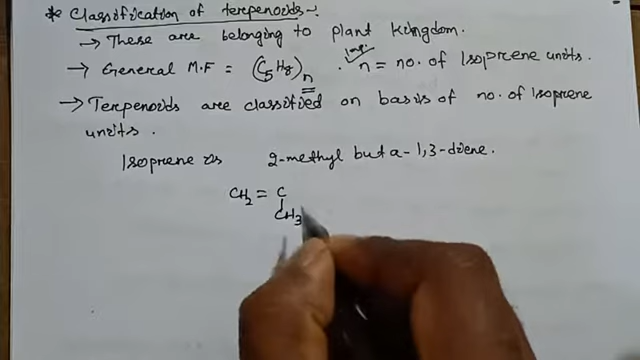 * Classification of terpenoids:-
→ These are belonging to plant kingdom.
→ General M.F = (C5H8)n . imp n = no. of Isoprene units.
→ Terpenoids are classified on basis of no. of Isoprene
units.
Isoprene is 2-methyl buta-1,3-diene.
CH2 = C
CH3